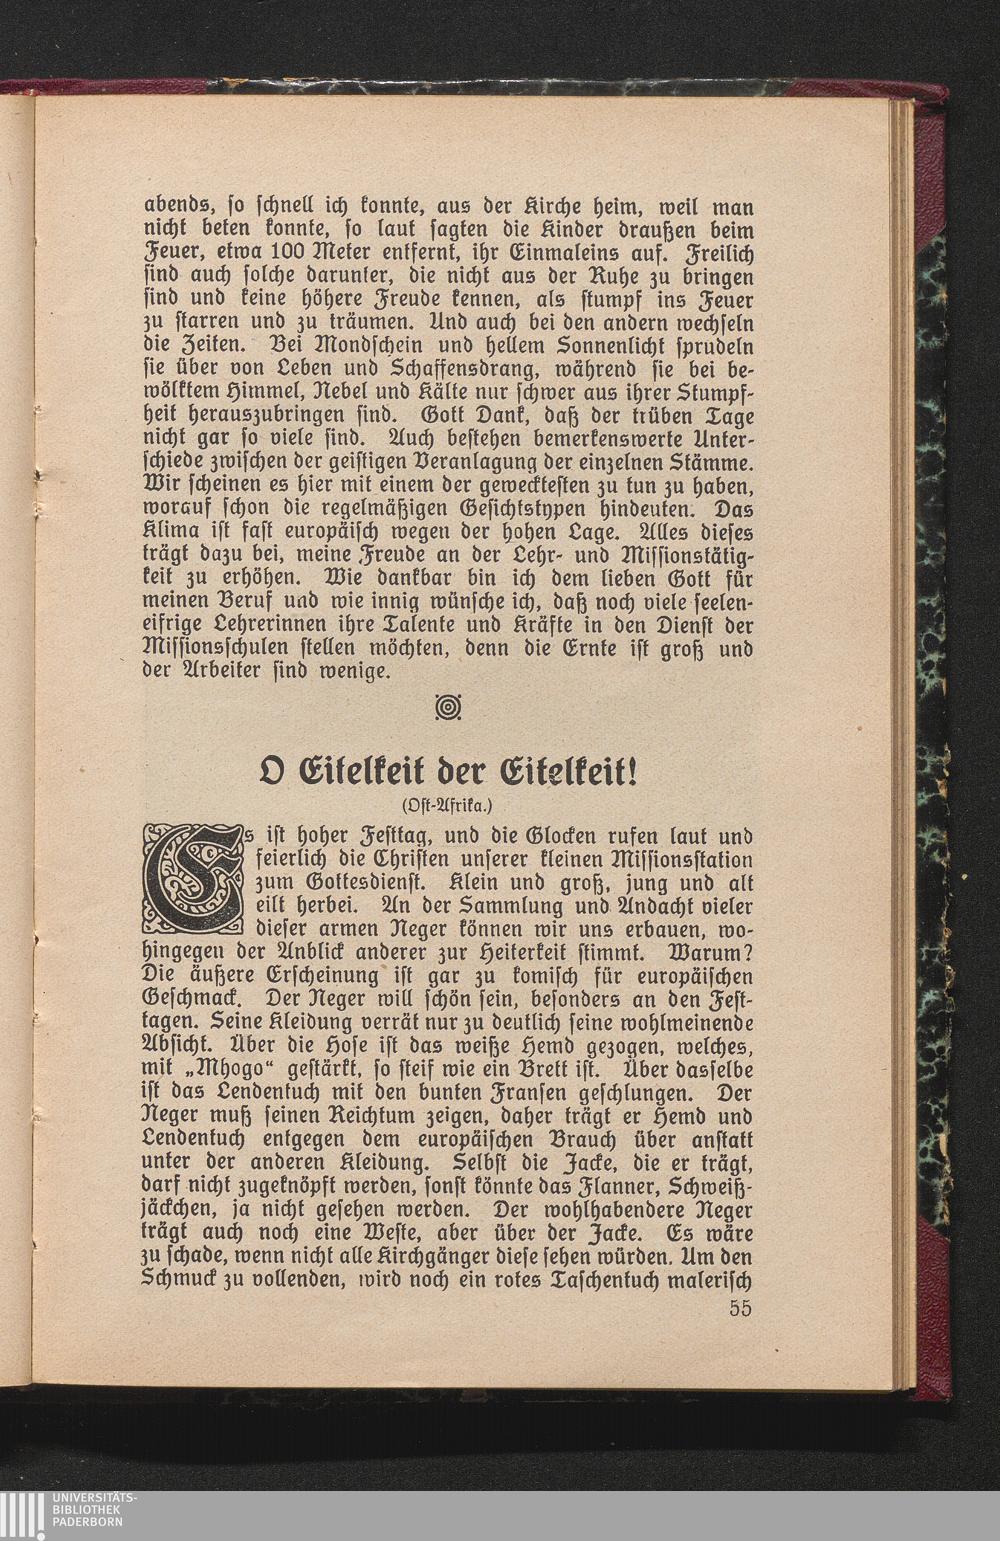 abends, so schnell ich konnte, aus der Kirche heim, weil man
nicht beten konnte, so laut sagten die Kinder draußen beim
Feuer, etwa 100 Meter entfernt, ihr Einmaleins auf. Freilich
sind auch solche darunter, die nicht aus der Ruhe zu bringen
sind und keine höhere Freude kennen, als stumpf ins Feuer
zu starren und zu träumen. Und auch bei den andern wechseln
die Zeiten. Bei Mondschein und hellem Sonnenlicht sprudeln
sie über von Leben und Schaffensdrang, während sie bei be-
wölktem Himmel, Nebel und Kälte nur schwer aus ihrer Stumpf-
heit herauszubringen sind. Gott Dank, daß der trüben Tage
nicht gar so viele sind. Auch bestehen bemerkenswerte Unter-
schiede zwischen der geistigen Veranlagung der einzelnen Stämme.
Wir scheinen es hier mit einem der gewecktesten zu tun zu haben,
worauf schon die regelmäßigen Gesichtstypen hindeuten. Das
Klima ist fast europäisch wegen der hohen Lage. Alles dieses
trägt dazu bei, meine Freude an der Lehr- und Missionstätig-
keit zu erhöhen. Wie dankbar bin ich dem lieben Gott für
meinen Beruf und wie innig wünsche ich, daß noch viele seelen-
eifrige Lehrerinnen ihre Talente und Kräfte in den Dienst der
Missionsschulen stellen möchten, denn die Ernte ist groß und
der Arbeiter sind wenige.
O Eitelkeit der Eitelkeit!
(Ost-Afrika.)
Es ist hoher Festtag, und die Glocken rufen laut und
feierlich die Christen unserer kleinen Missionsstation
zum Gottesdienst. Klein und groß, jung und alt
eilt herbei. An der Sammlung und Andacht vieler
dieser armen Neger können wir uns erbauen, wo-
hingegen der Anblick anderer zur Heiterkeit stimmt. Warum?
Die äußere Erscheinung ist gar zu komisch für europäischen
Geschmack. Der Neger will schön sein, besonders an den Fest-
tagen. Seine Kleidung verrät nur zu deutlich seine wohlmeinende
Absicht. Über die Hose ist das weiße Hemd gezogen, welches,
mit „Mhogo“ gestärkt, so steif wie ein Brett ist. Über dasselbe
ist das Lendentuch mit den bunten Fransen geschlungen. Der
Neger muß seinen Reichtum zeigen, daher trägt er Hemd und
Lendentuch entgegen dem europäischen Brauch über anstatt
unter der anderen Kleidung. Selbst die Jacke, die er trägt,
darf nicht zugeknöpft werden, sonst könnte das Flanner, Schweiß-
jäckchen, ja nicht gesehen werden. Der wohlhabendere Neger
trägt auch noch eine Weste, aber über der Jacke. Es wäre
zu schade, wenn nicht alle Kirchgänger diese sehen würden. Um den
Schmuck zu vollenden, wird noch ein rotes Taschentuch malerisch
55
UNIVERSITÄTS-
BIBLIOTHEK
PADERBORN